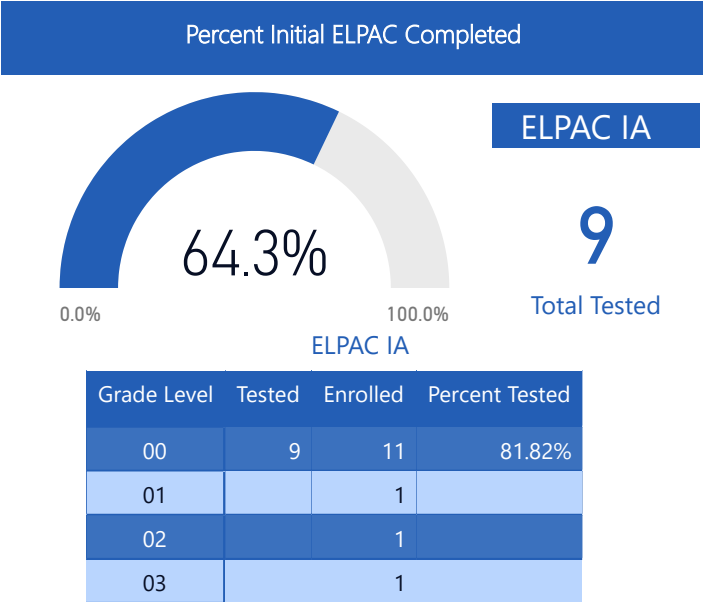 Percent Initial ELPAC Completed
ELPAC IA
64.3%
0.0% 100.0%
9
Total Tested
ELPAC IA
Grade Level Tested Enrolled Percent Tested
00 9 11 81.82%
01 1
02 1
03 1